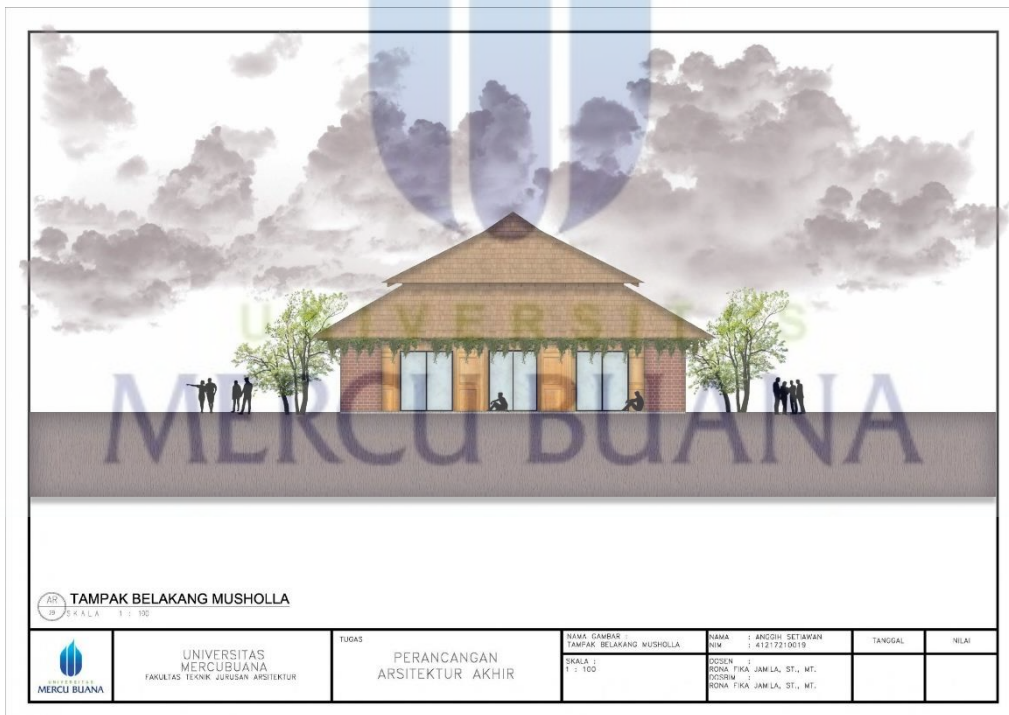 UNIVERSITAS
MERCU BUANA
AR
29
TAMPAK BELAKANG MUSHOLLA
SKALA 1 : 100
UNIVERSITAS
MERCU BUANA
UNIVERSITAS
MERCUBUANA
FAKULTAS TEKNIK JURUSAN ARSITEKTUR
TUGAS
PERANCANGAN
ARSITEKTUR AKHIR
NAMA GAMBAR :
TAMPAK BELAKANG MUSHOLLA
SKALA :
1 : 100
NAMA : ANGGIH SETIAWAN
NIM : 41217210019
DOSEN :
RONA FIKA JAMILA, ST., MT.
DOSBIM :
RONA FIKA JAMILA, ST., MT.
TANGGAL
NILAI